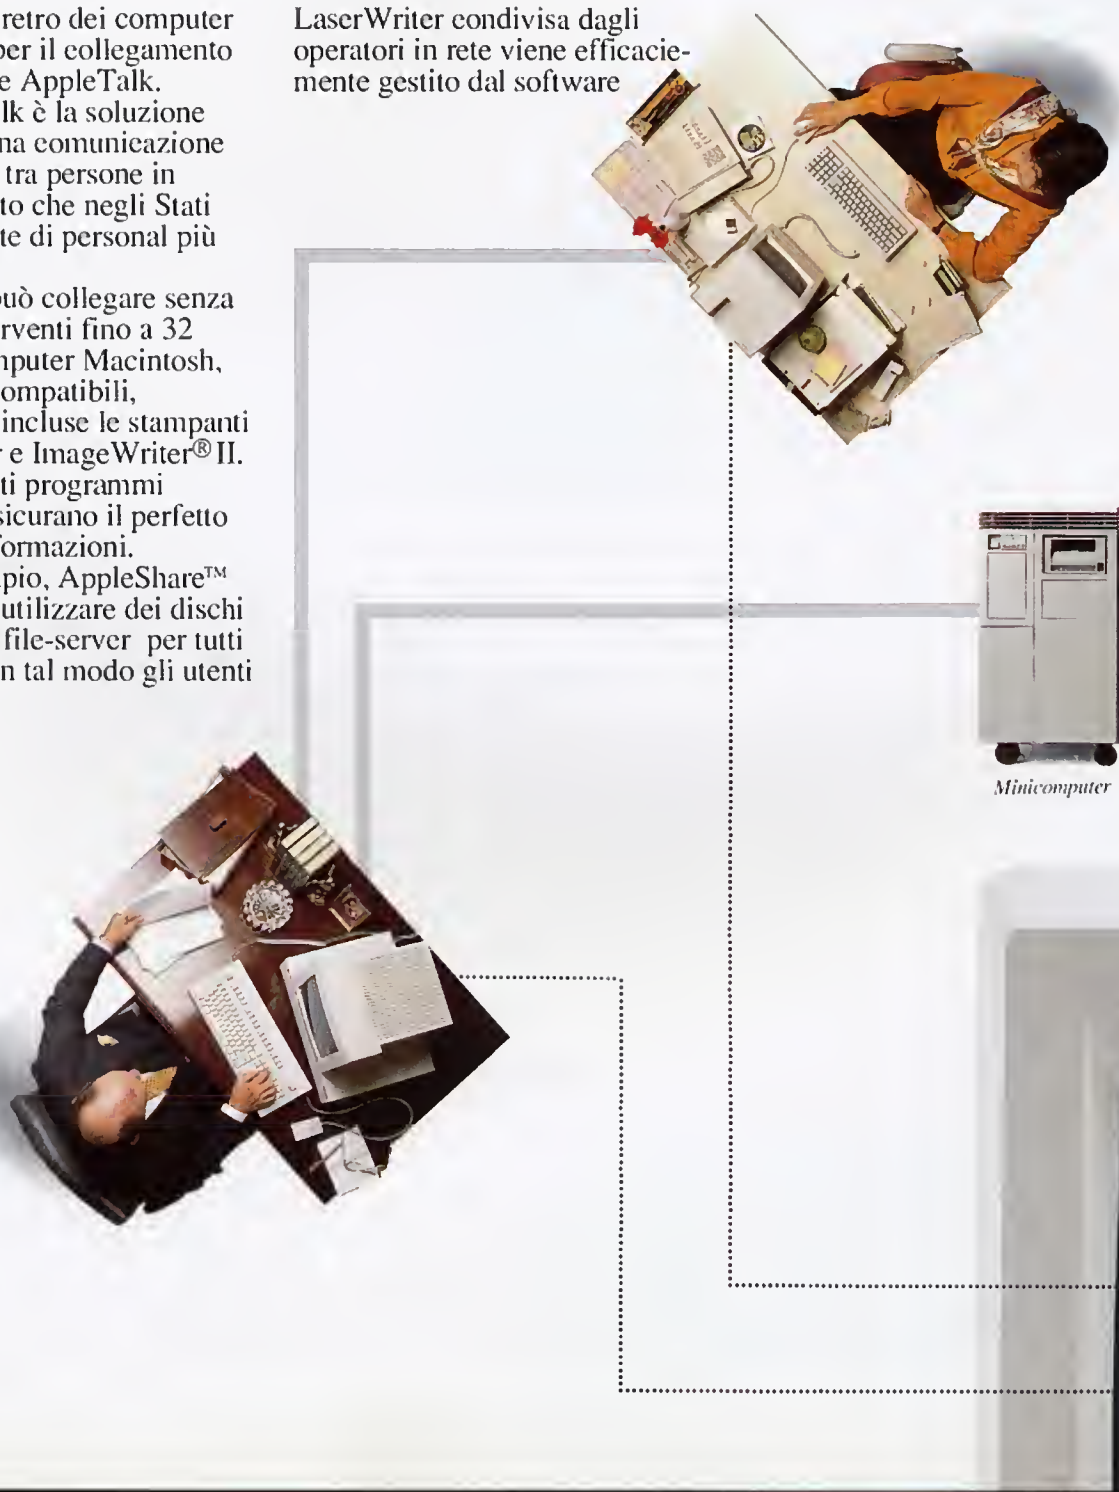 retro dei computer
per il collegamento
e AppleTalk.
lk è la soluzione
na comunicazione
tra persone in
to che negli Stati
te di personal più
può collegare senza
rventi fino a 32
nputer Macintosh,
ompatibili,
incluse le stampanti
r e ImageWriter® II.
ti programmi
sicurano il perfetto
formazioni.
pio, AppleShare™
utilizzare dei dischi
file-server per tutti
n tal modo gli utenti
LaserWriter condivisa dagli
operatori in rete viene efficacie-
mente gestito dal software
Minicomputer